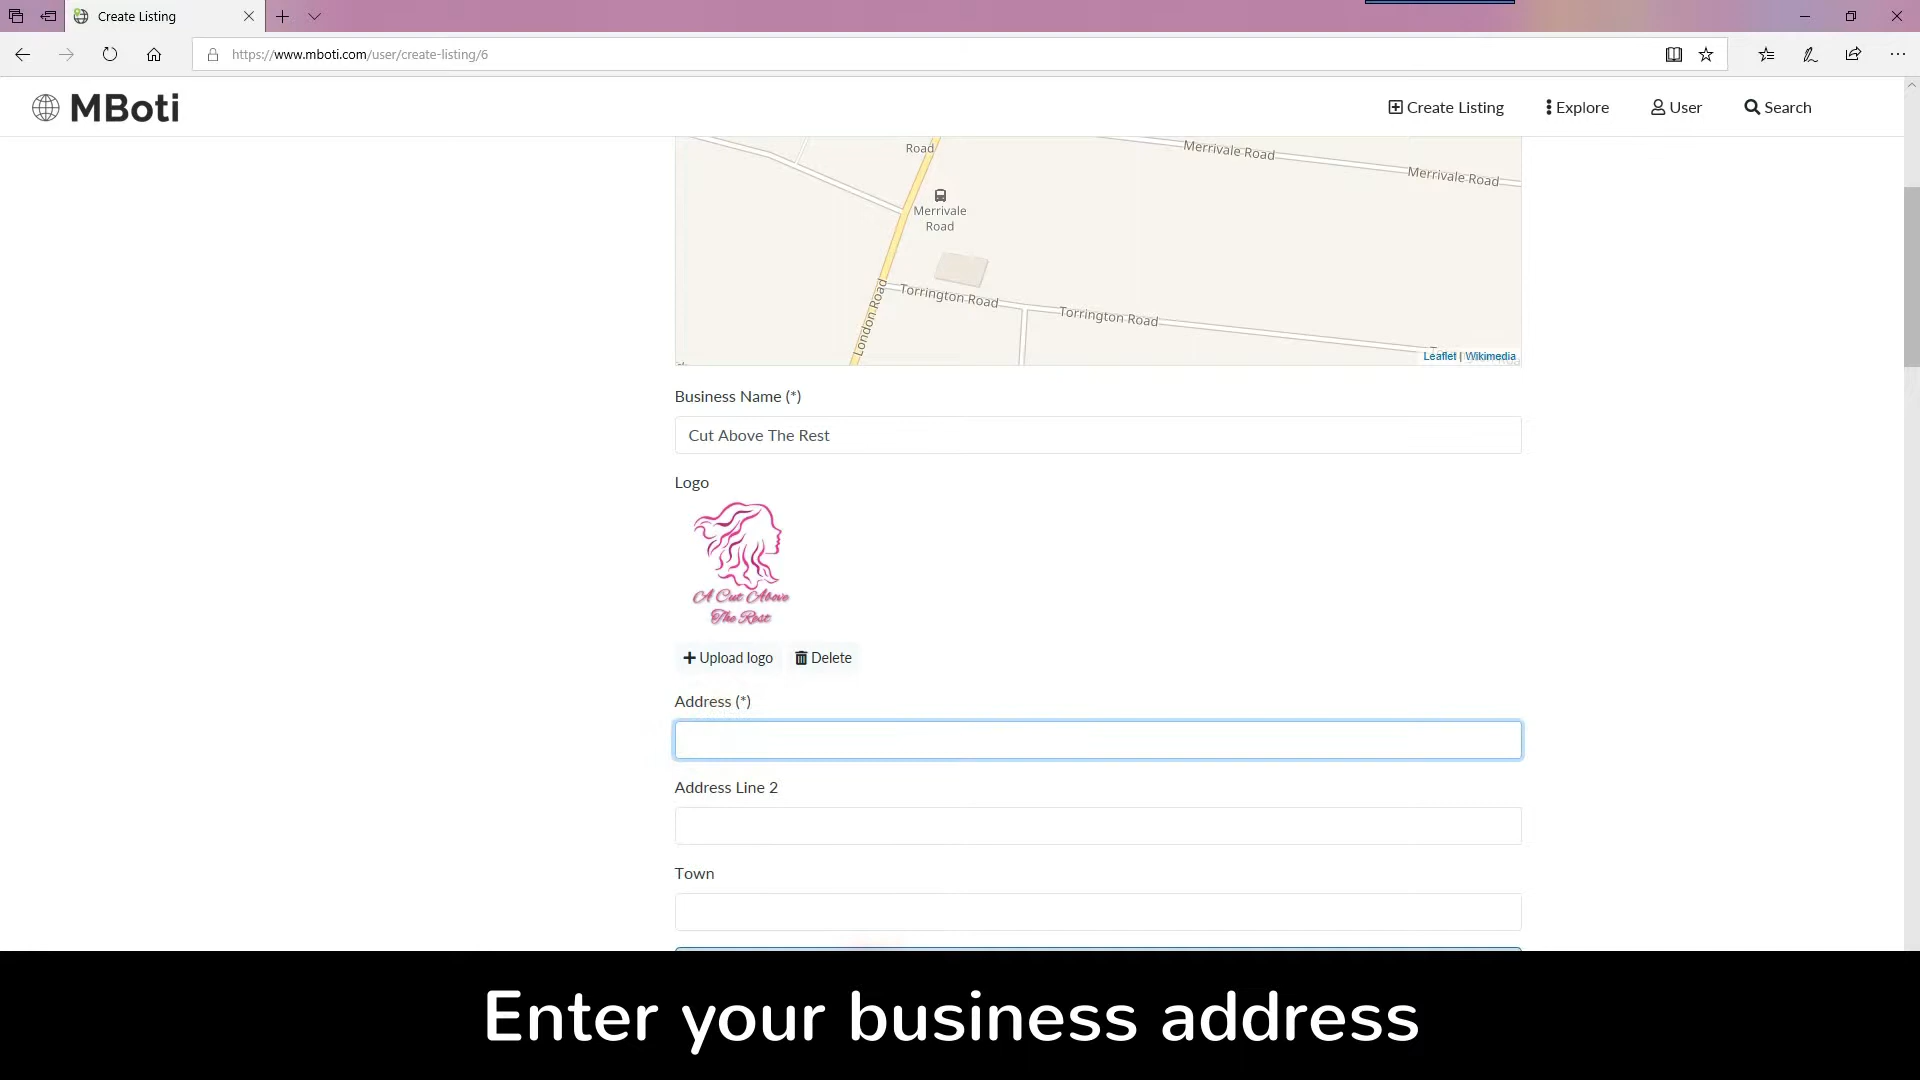 Create Listing
https://www.mboti.com/user/create-listing/6
MBoti
Create Listing
Explore
User
Search
Road
Merrivale Road
Merrivale Road
Merrivale
Road
Torrington Road
Torrington Road
London Road
Leaflet | Wikimedia
Business Name (*)
Cut Above The Rest
Logo
A Cut Above
The Rest
Upload logo
Delete
Address (*)
Address Line 2
Town
Enter your business address